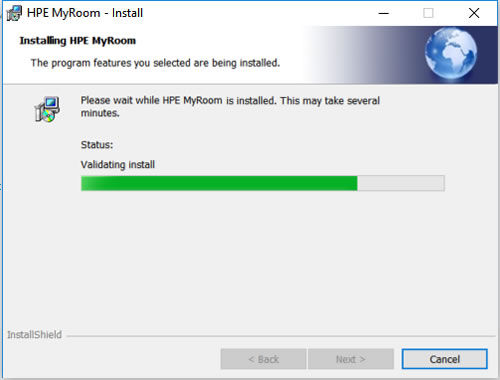 HPE MyRoom - Install
Installing HPE MyRoom
The program features you selected are being installed.
Please wait while HPE MyRoom is installed. This may take several
minutes.
Status:
Validating install
InstallShield
< Back
Next >
Cancel